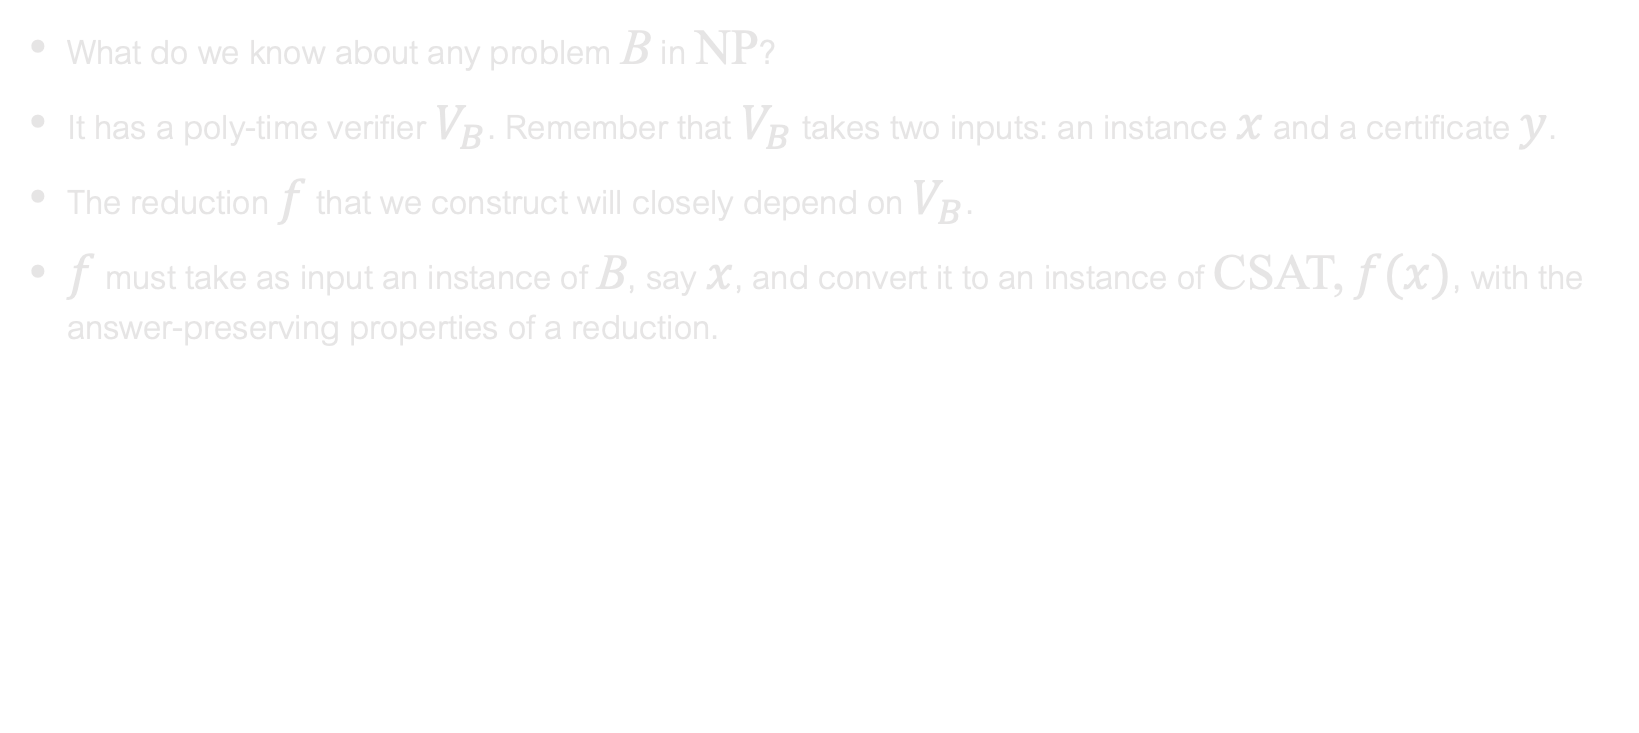 • What do we know about any problem B in NP?
• It has a poly-time verifier V_B. Remember that V_B takes two inputs: an instance x and a certificate y.
• The reduction f that we construct will closely depend on V_B.
• f must take as input an instance of B, say x, and convert it to an instance of CSAT, f(x), with the
answer-preserving properties of a reduction.